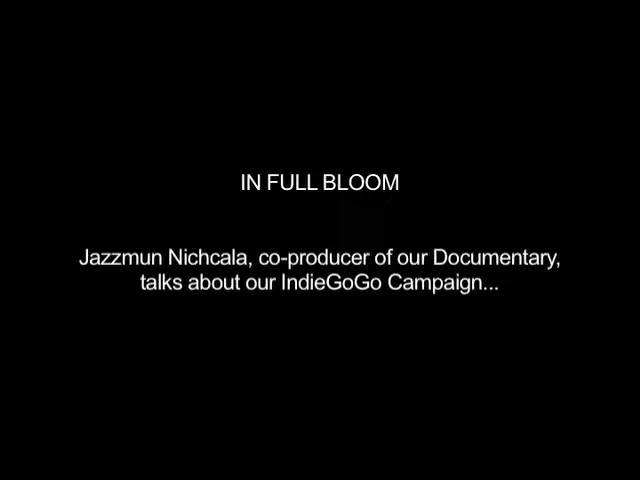 IN FULL BLOOM
Jazzmun Nichcala, co-producer of our Documentary,
talks about our IndieGoGo Campaign...